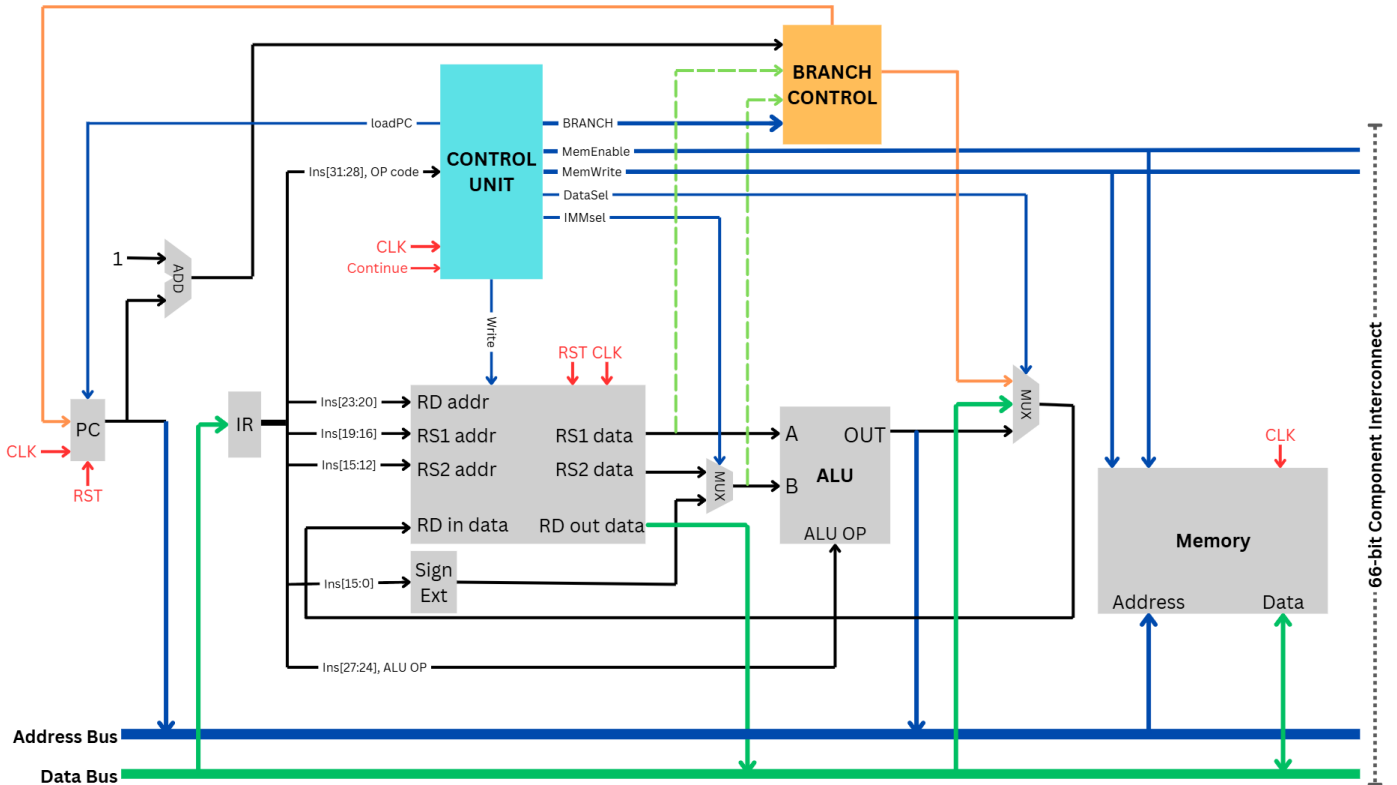 BRANCH
CONTROL
loadPC
BRANCH
MemEnable
CONTROL
UNIT
MemWrite
Ins[31:28], OP code
DataSel
IMMsel
CLK
Continue
1
ADD
Write
66-bit Component Interconnect
RST CLK
Ins[23:20]
RD addr
MUX
PC
IR
Ins[19:16]
RS1 addr
RS1 data
A
OUT
CLK
CLK
Ins[15:12]
RS2 addr
RS2 data
MUX
B
ALU
RST
RD in data
RD out data
ALU OP
Memory
Ins[15:0]
Sign
Ext
Address
Data
Ins[27:24], ALU OP
Address Bus
Data Bus